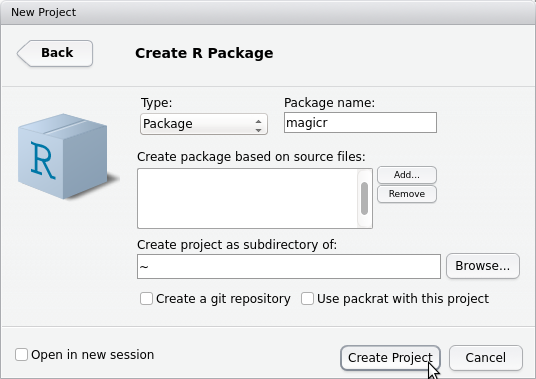 New Project
Back
Create R Package
Type:
Package name:
Package
magicr
R
Create package based on source files:
Add...
Remove
Create project as subdirectory of:
~
Browse...
Create a git repository
Use packrat with this project
Open in new session
Create Project
Cancel